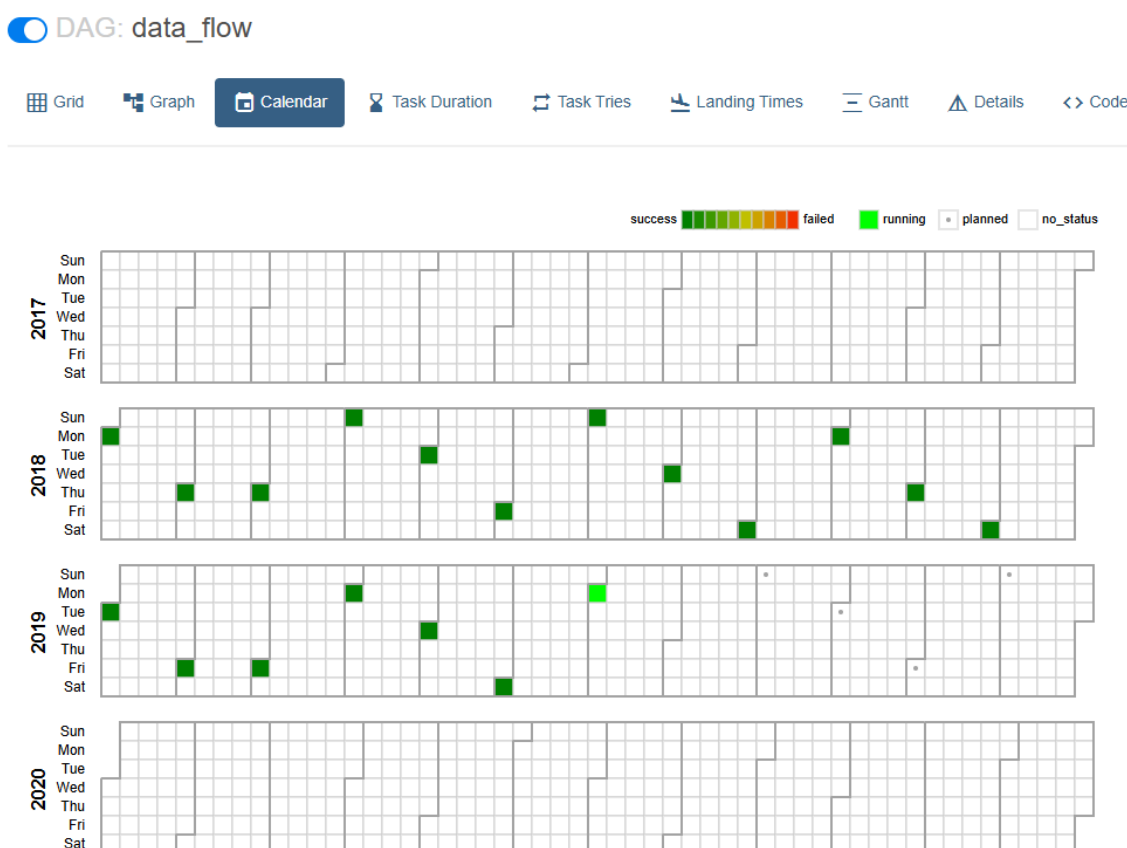 DAG: data_flow
Grid Graph Calendar Task Duration Task Tries Landing Times Gantt Details <> Code
success failed running planned no_status
2017
Sun
Mon
Tue
Wed
Thu
Fri
Sat
2018
Sun
Mon
Tue
Wed
Thu
Fri
Sat
2019
Sun
Mon
Tue
Wed
Thu
Fri
Sat
2020
Sun
Mon
Tue
Wed
Thu
Fri
Sat